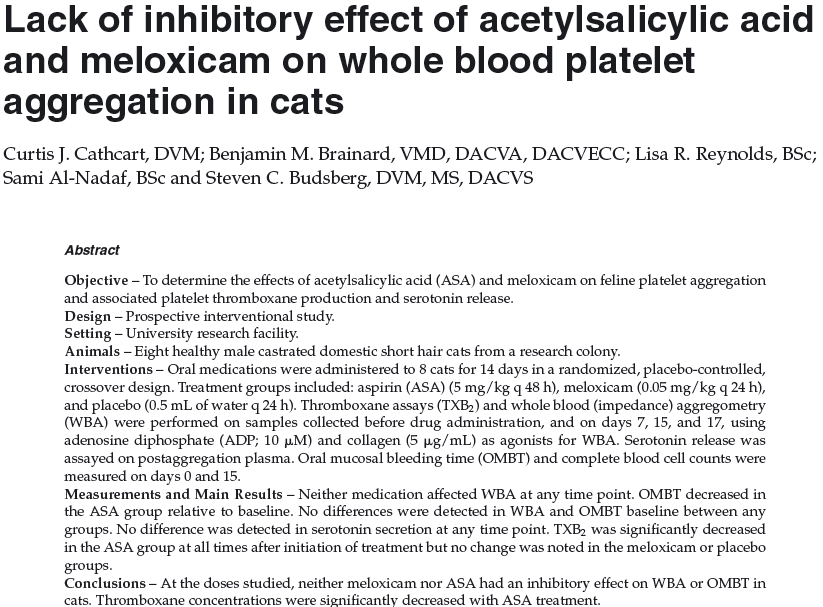 Lack of inhibitory effect of acetylsalicylic acid
and meloxicam on whole blood platelet
aggregation in cats
Curtis J. Cathcart, DVM; Benjamin M. Brainard, VMD, DACVA, DACVECC; Lisa R. Reynolds, BSc;
Sami Al-Nadaf, BSc and Steven C. Budsberg, DVM, MS, DACVS
Abstract
Objective – To determine the effects of acetylsalicylic acid (ASA) and meloxicam on feline platelet aggregation
and associated platelet thromboxane production and serotonin release.
Design – Prospective interventional study.
Setting – University research facility.
Animals – Eight healthy male castrated domestic short hair cats from a research colony.
Interventions – Oral medications were administered to 8 cats for 14 days in a randomized, placebo-controlled,
crossover design. Treatment groups included: aspirin (ASA) (5 mg/kg q 48 h), meloxicam (0.05 mg/kg q 24 h),
and placebo (0.5 mL of water q 24 h). Thromboxane assays (TXB₂) and whole blood (impedance) aggregometry
(WBA) were performed on samples collected before drug administration, and on days 7, 15, and 17, using
adenosine diphosphate (ADP; 10 μM) and collagen (5 μg/mL) as agonists for WBA. Serotonin release was
assayed on postaggregation plasma. Oral mucosal bleeding time (OMBT) and complete blood cell counts were
measured on days 0 and 15.
Measurements and Main Results – Neither medication affected WBA at any time point. OMBT decreased in
the ASA group relative to baseline. No differences were detected in WBA and OMBT baseline between any
groups. No difference was detected in serotonin secretion at any time point. TXB₂ was significantly decreased
in the ASA group at all times after initiation of treatment but no change was noted in the meloxicam or placebo
groups.
Conclusions – At the doses studied, neither meloxicam nor ASA had an inhibitory effect on WBA or OMBT in
cats. Thromboxane concentrations were significantly decreased with ASA treatment.